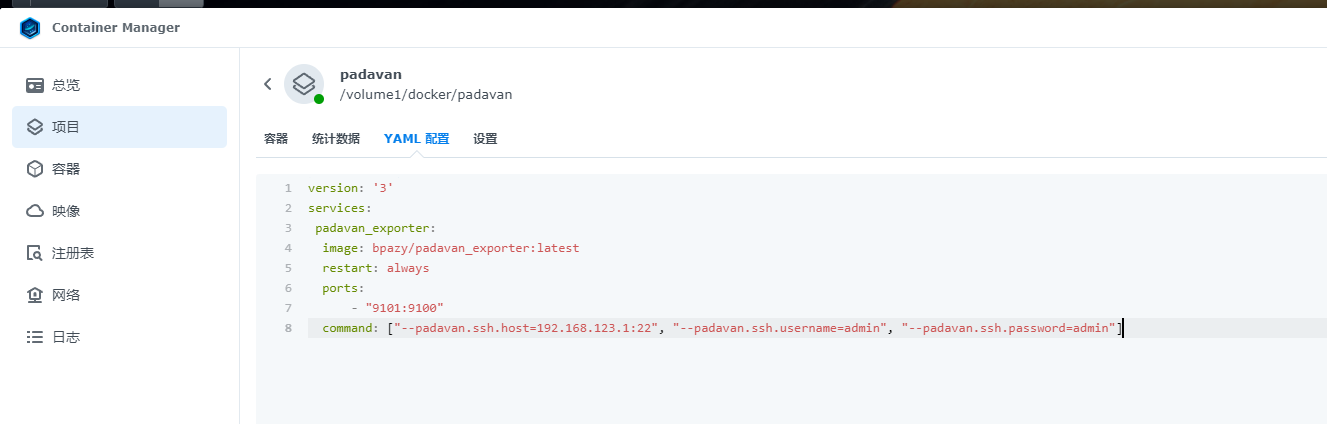 Container Manager
总览
项目
容器
映像
注册表
网络
日志
padavan
/volume1/docker/padavan
容器 统计数据 YAML 配置 设置
1 version: '3'
2 services:
3 padavan_exporter:
4 image: bpazy/padavan_exporter:latest
5 restart: always
6 ports:
7 - "9101:9100"
8 command: ["--padavan.ssh.host=192.168.123.1:22", "--padavan.ssh.username=admin", "--padavan.ssh.password=admin"]